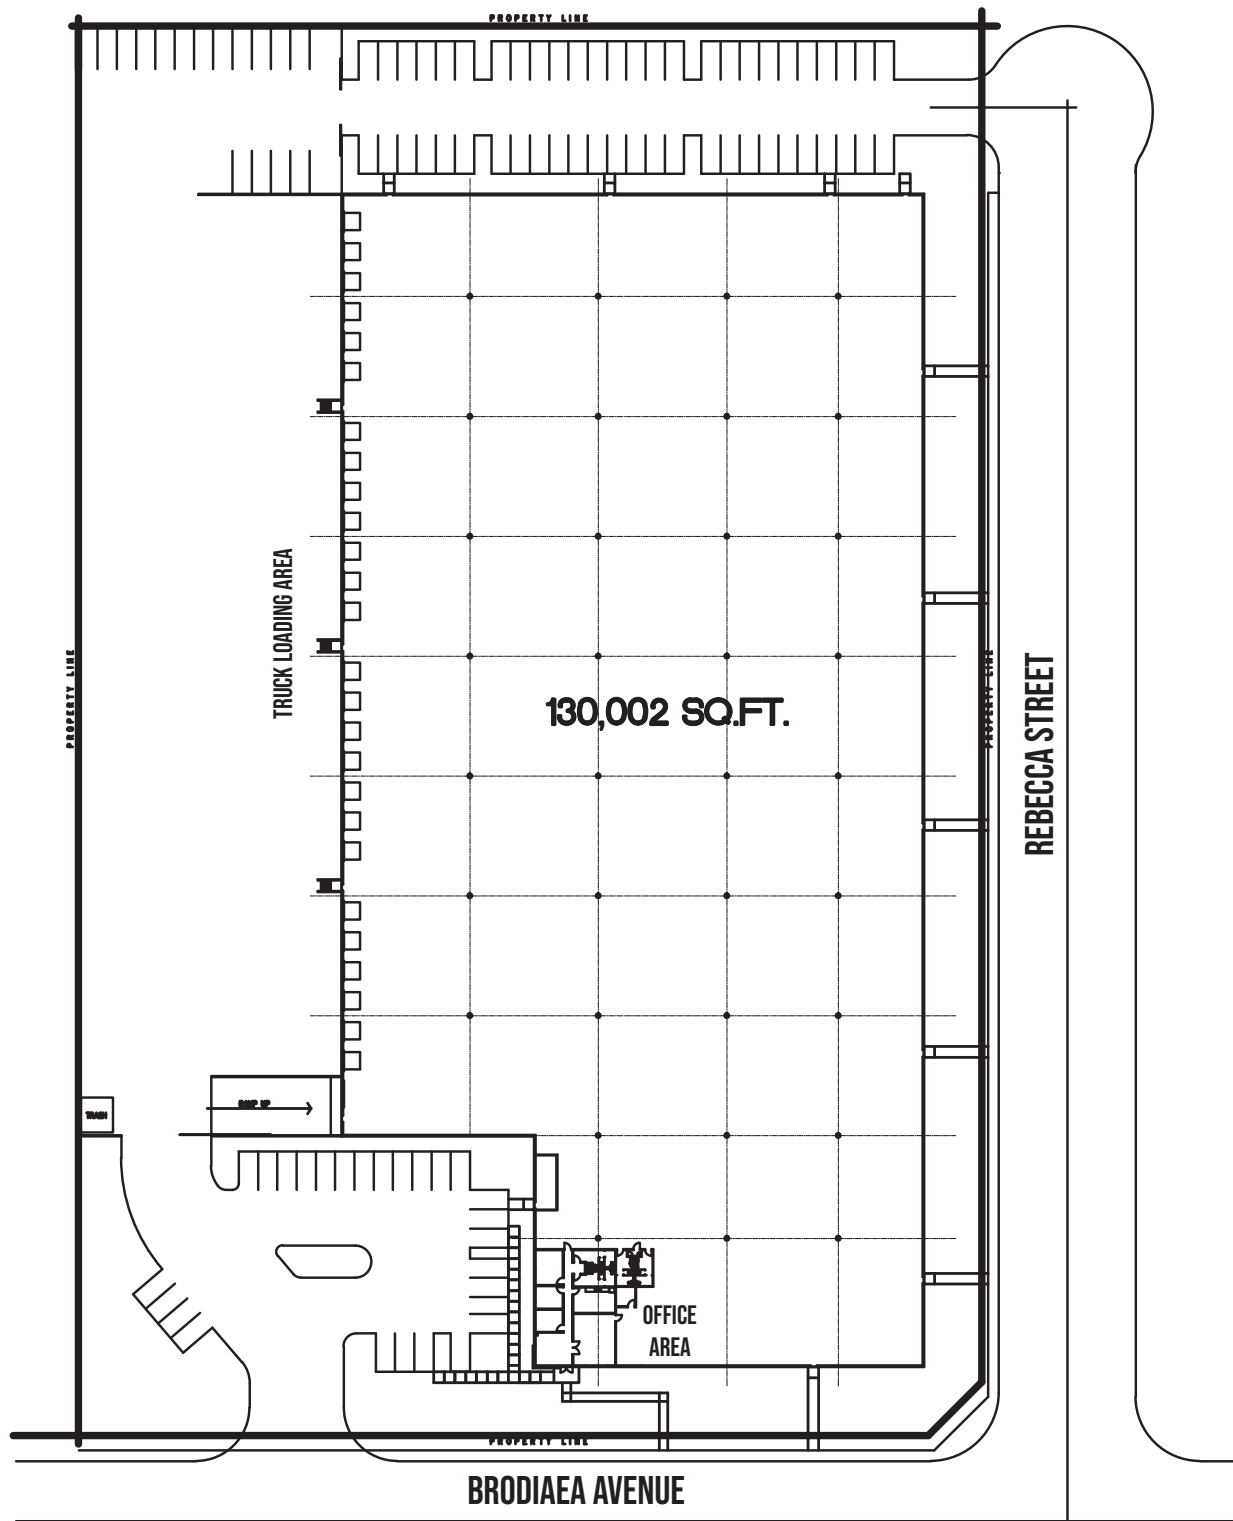 PROPERTY LINE
TRUCK LOADING AREA
PROPERTY LINE
130,002 SQ.FT.
PROPERTY LINE
REBECCA STREET
RAMP UP
TRASH
OFFICE
AREA
PROPERTY LINE
BRODIAEA AVENUE